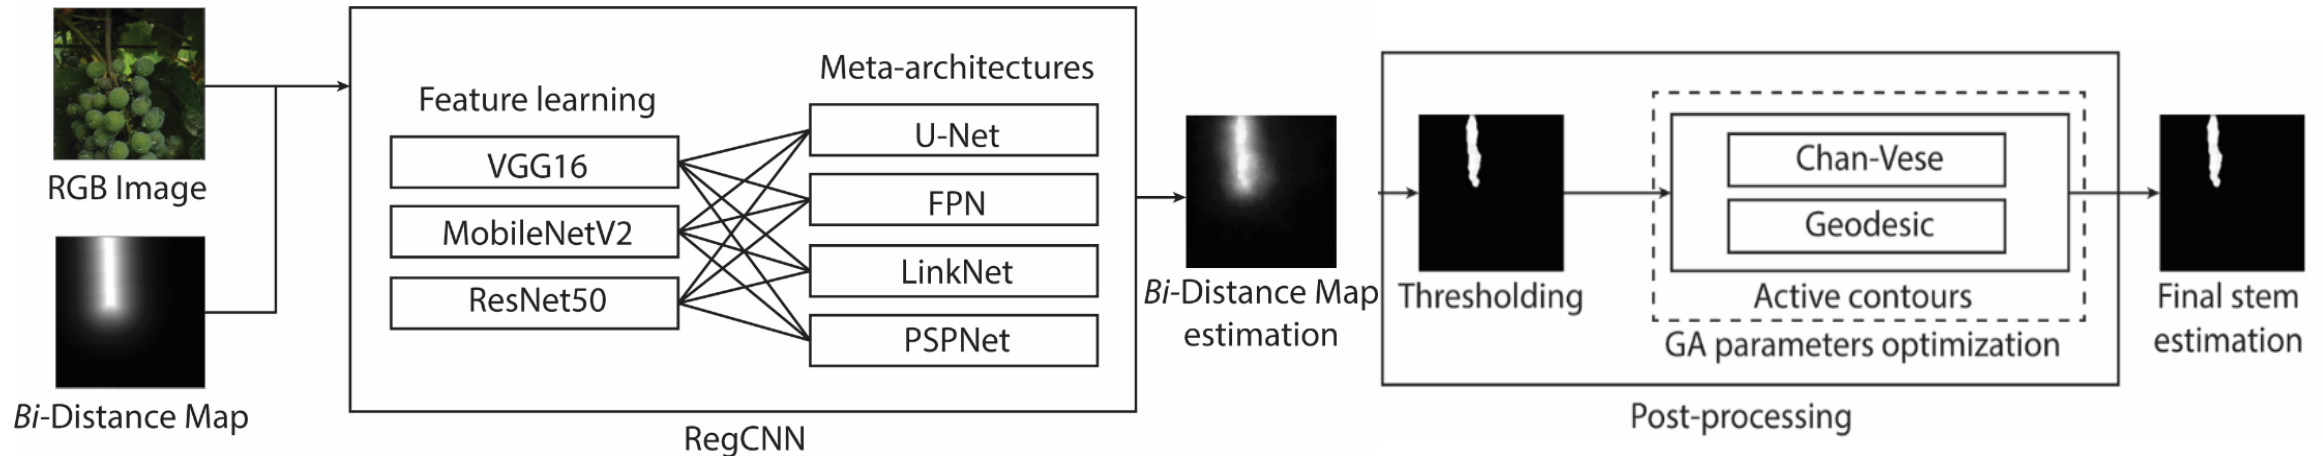 RGB Image
Bi-Distance Map
Feature learning
VGG16
MobileNetV2
ResNet50
Meta-architectures
U-Net
FPN
LinkNet
PSPNet
RegCNN
Bi-Distance Map
estimation
Thresholding
Chan-Vese
Geodesic
Active contours
GA parameters optimization
Post-processing
Final stem
estimation